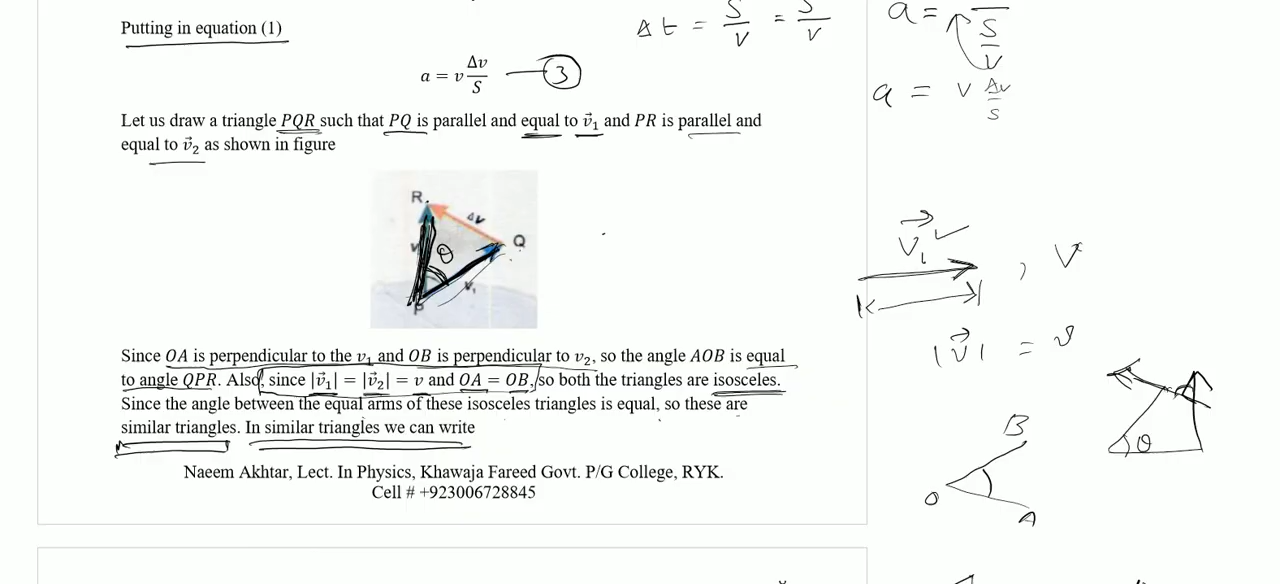 Putting in equation (1)
Δt = S/V = S/V
a =
S/V
a = v Δv/S — 3
a = v Δv/S
Let us draw a triangle PQR such that PQ is parallel and equal to v⃗₁ and PR is parallel and
equal to v⃗₂ as shown in figure
R
Δv
Q
θ
v₁
P
V⃗₁ , V
|V⃗| = v
Since OA is perpendicular to the v₁ and OB is perpendicular to v₂, so the angle AOB is equal
to angle QPR. Also, since |v⃗₁| = |v⃗₂| = v and OA = OB, so both the triangles are isosceles.
Since the angle between the equal arms of these isosceles triangles is equal, so these are
similar triangles. In similar triangles we can write
θ
B
O
A
Naeem Akhtar, Lect. In Physics, Khawaja Fareed Govt. P/G College, RYK.
Cell # +923006728845